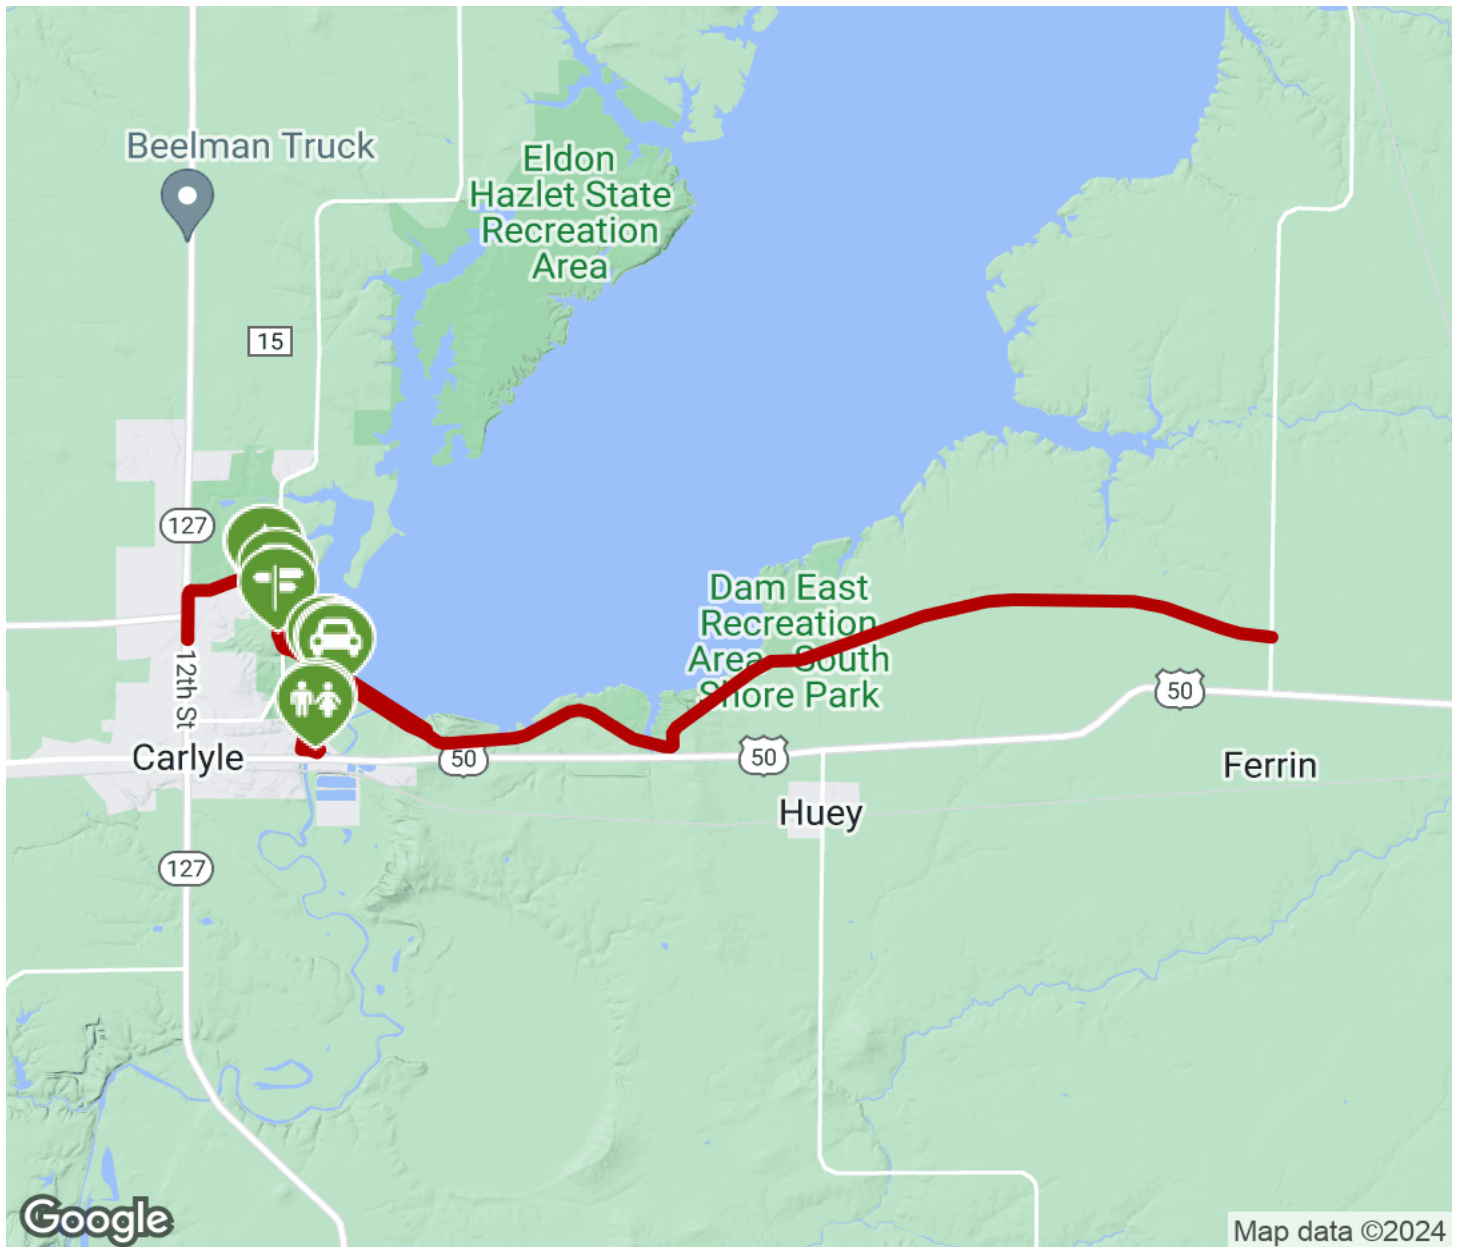 Beelman Truck
Eldon
Hazlet State
Recreation
Area
15
127
Dam East
Recreation
Area - South
Shore Park
12th St
50
Carlyle
50
50
Ferrin
Huey
127
Google
Map data ©2024